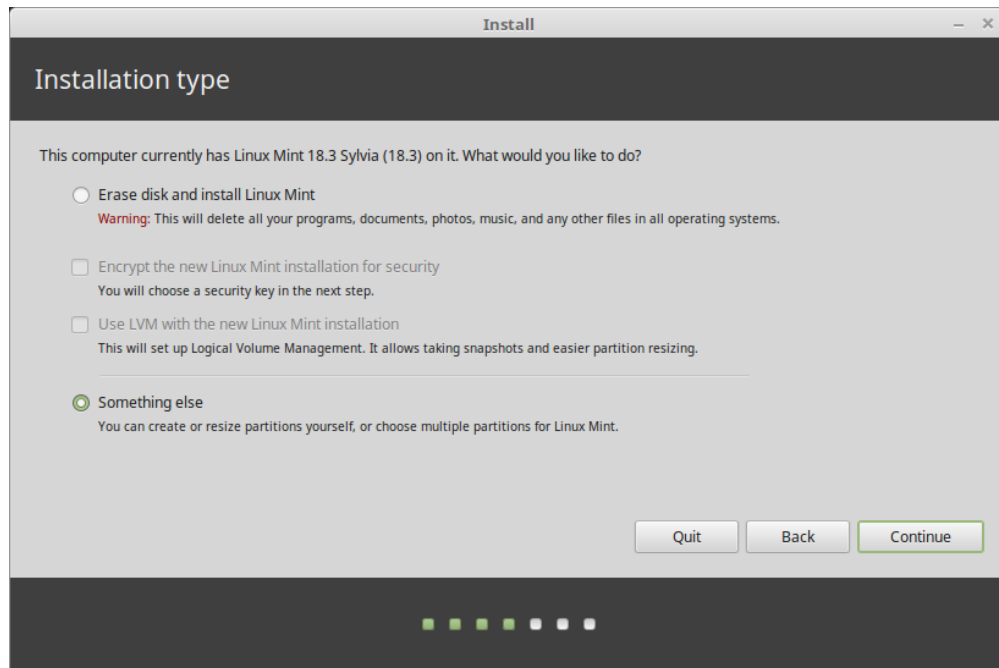 Install
Installation type
This computer currently has Linux Mint 18.3 Sylvia (18.3) on it. What would you like to do?
Erase disk and install Linux Mint
Warning: This will delete all your programs, documents, photos, music, and any other files in all operating systems.
Encrypt the new Linux Mint installation for security
You will choose a security key in the next step.
Use LVM with the new Linux Mint installation
This will set up Logical Volume Management. It allows taking snapshots and easier partition resizing.
Something else
You can create or resize partitions yourself, or choose multiple partitions for Linux Mint.
Quit Back Continue